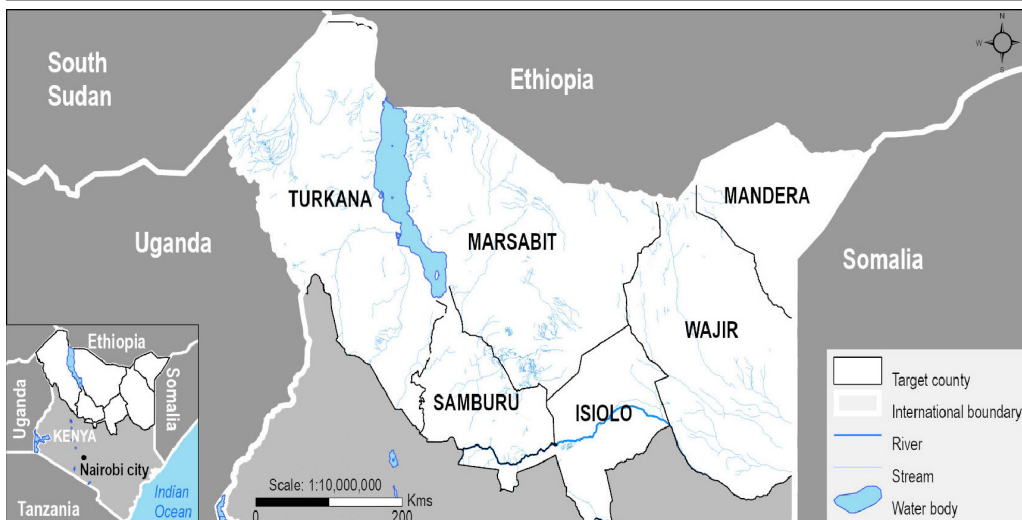 N
W
S
South
Sudan
Ethiopia
MANDERA
TURKANA
Uganda
MARSABIT
Somalia
WAJIR
SAMBURU
ISIOLO
Ethiopia
Uganda
Somalia
KENYA
Nairobi city
Tanzania
Indian
Ocean
Scale: 1:10,000,000
Kms
0
200
Target county
International boundary
River
Stream
Water body